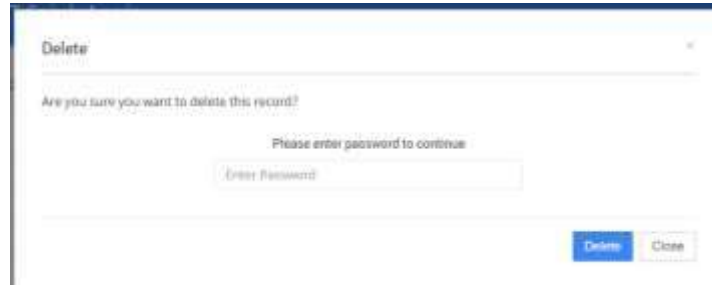 Delete
×
Are you sure you want to delete this record?
Please enter password to continue
Enter Password
Delete Close